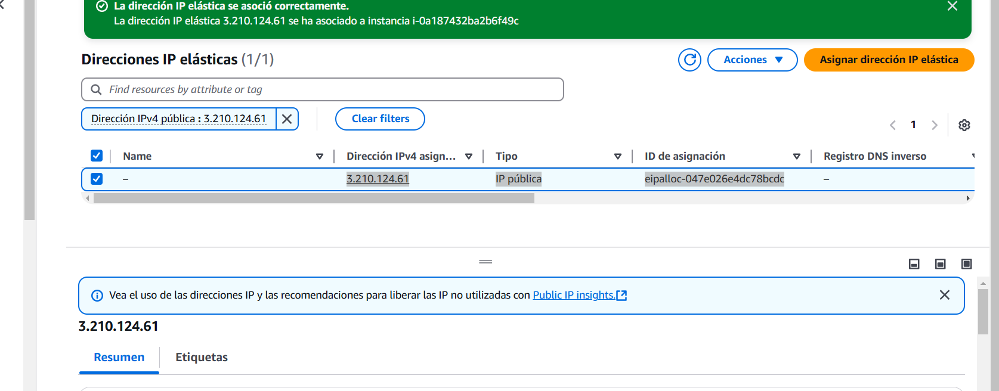 La dirección IP elástica se asoció correctamente.
La dirección IP elástica 3.210.124.61 se ha asociado a instancia i-0a187432ba2b6f49c
Direcciones IP elásticas (1/1)
Acciones
Asignar dirección IP elástica
Find resources by attribute or tag
Dirección IPv4 pública : 3.210.124.61
Clear filters
1
Name
Dirección IPv4 asign...
Tipo
ID de asignación
Registro DNS inverso
–
3.210.124.61
IP pública
eipalloc-047e026e4dc78bcdc
–
Vea el uso de las direcciones IP y las recomendaciones para liberar las IP no utilizadas con Public IP insights.
3.210.124.61
Resumen
Etiquetas